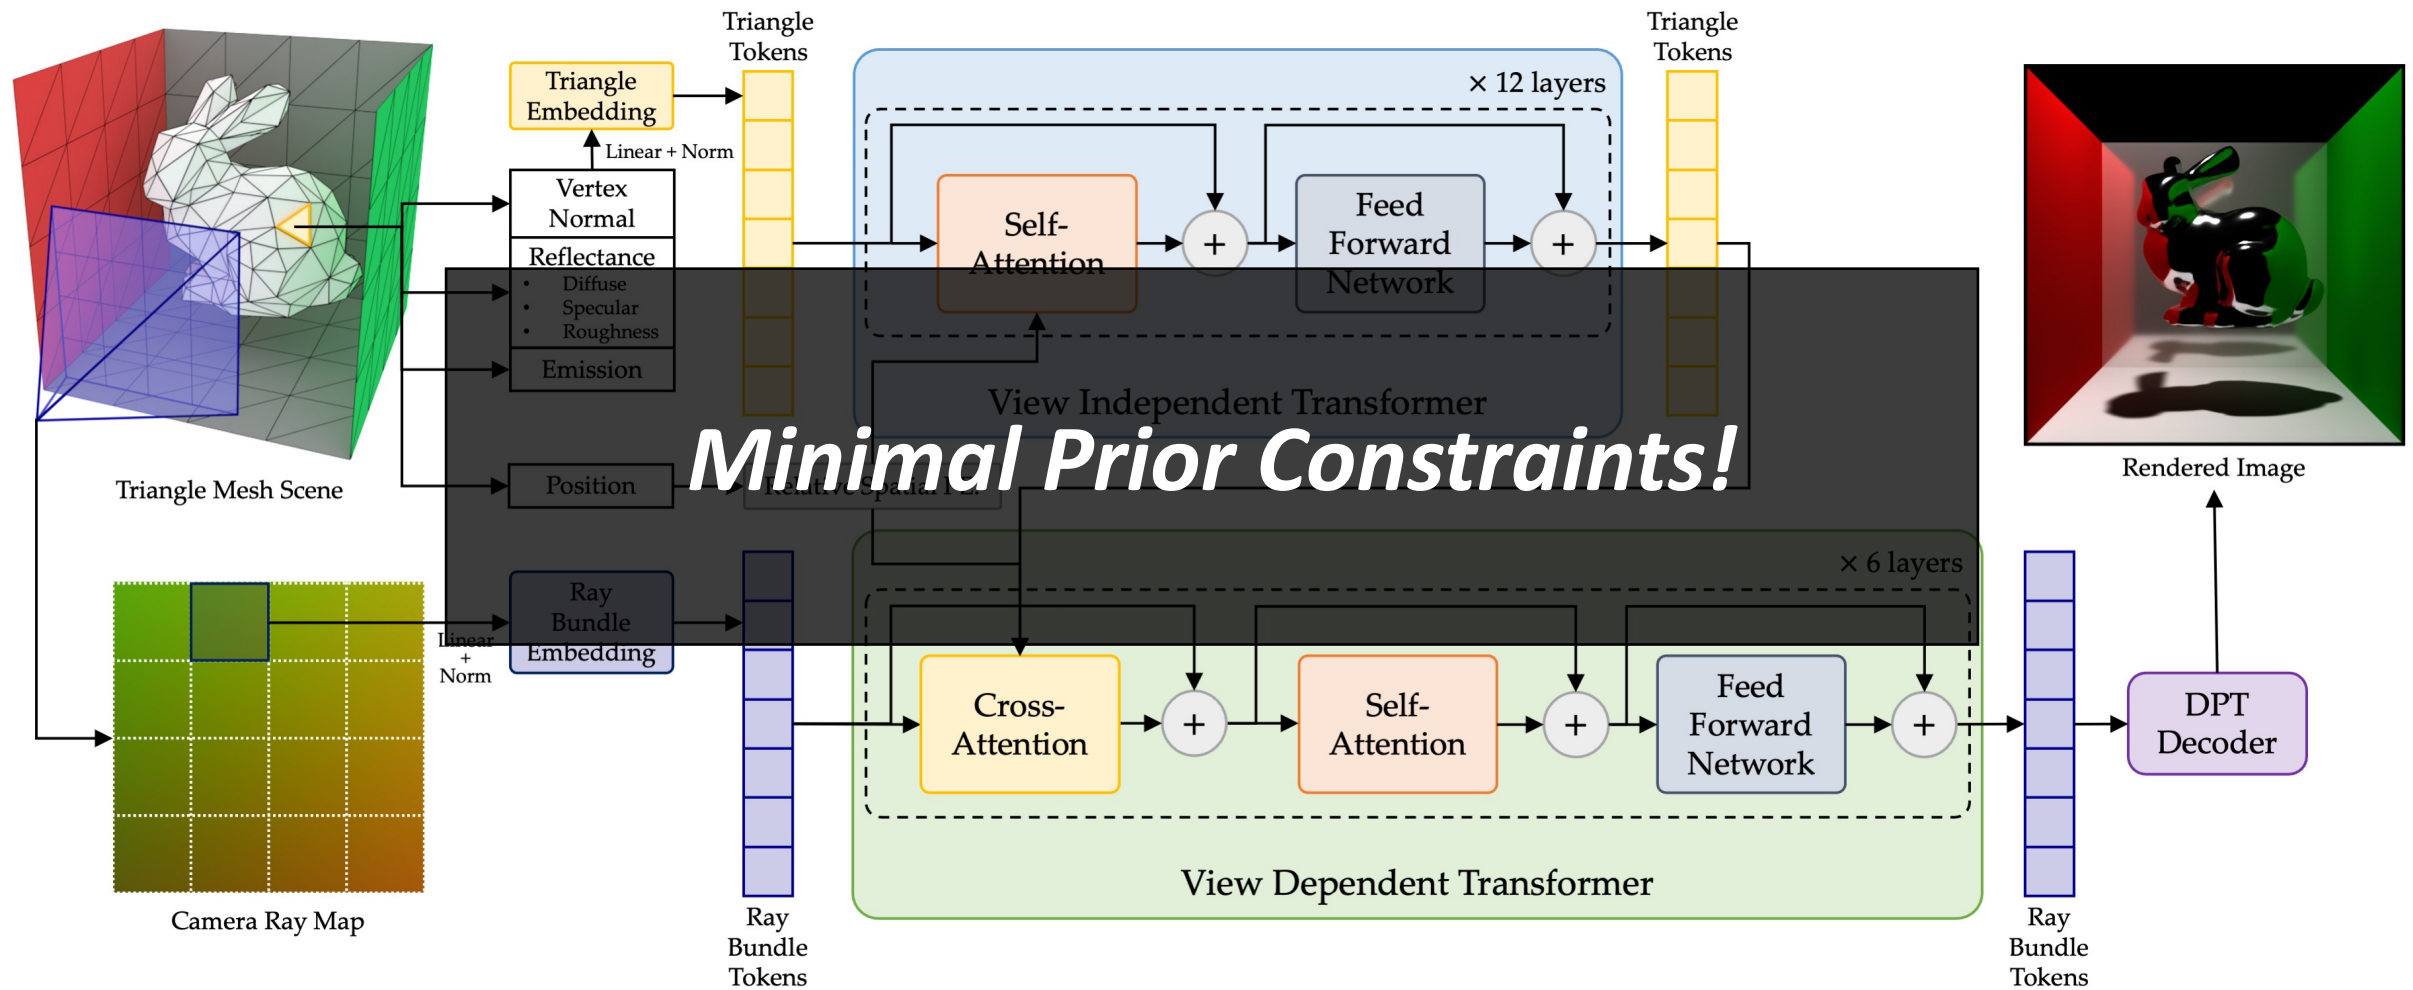 Triangle
Tokens
Triangle
Embedding
Linear + Norm
Vertex
Normal
Reflectance
• Diffuse
• Specular
• Roughness
Emission
Position
Relative Spatial P.E.
× 12 layers
Self-
Attention
+
Feed
Forward
Network
+
View Independent Transformer
Triangle
Tokens
Minimal Prior Constraints!
Triangle Mesh Scene
Rendered Image
Linear
+
Norm
Ray
Bundle
Embedding
× 6 layers
Cross-
Attention
+
Self-
Attention
+
Feed
Forward
Network
+
View Dependent Transformer
DPT
Decoder
Camera Ray Map
Ray
Bundle
Tokens
Ray
Bundle
Tokens